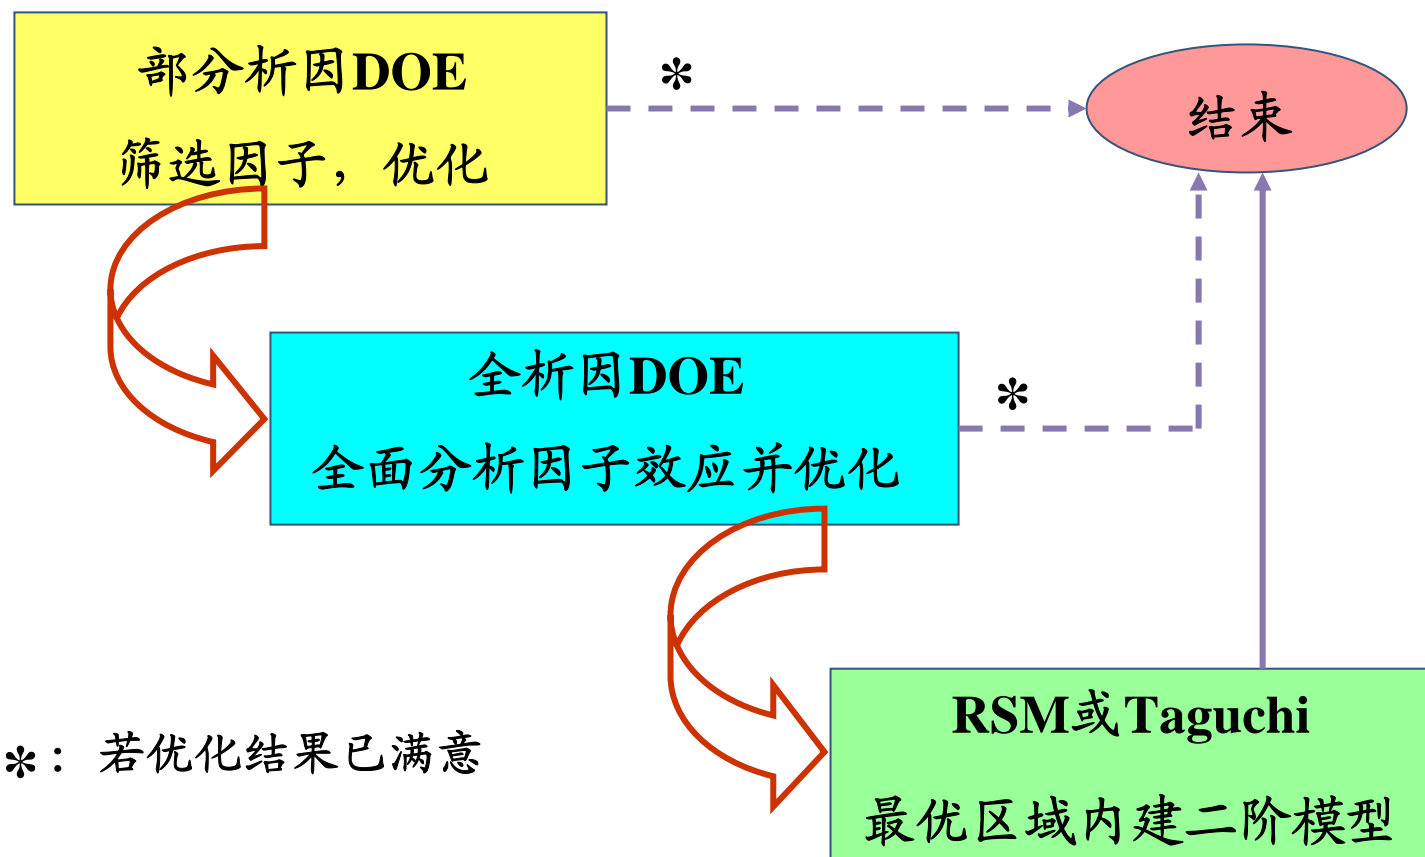 部分析因DOE
筛选因子，优化
*
结束
全析因DOE
全面分析因子效应并优化
*
RSM或Taguchi
最优区域内建二阶模型
*：若优化结果已满意